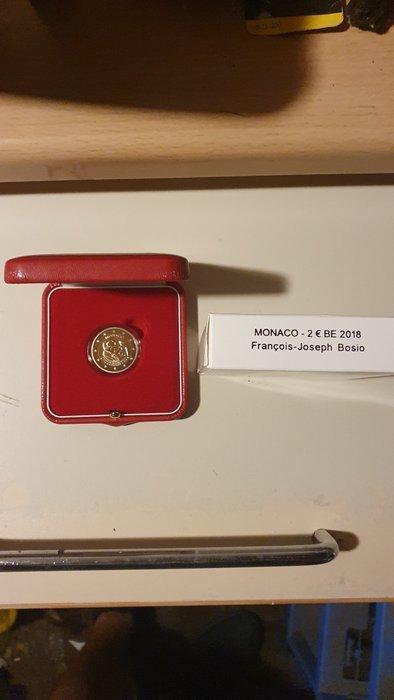 MONACO - 2 € BE 2018
François-Joseph Bosio